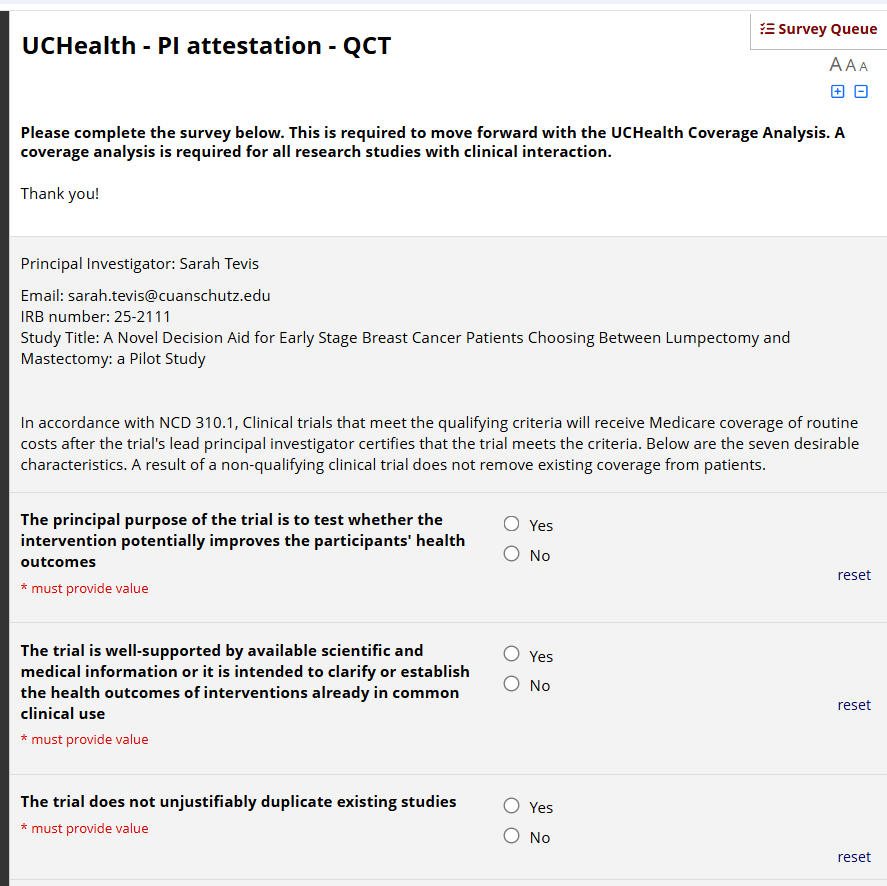 Survey Queue
UCHealth - PI attestation - QCT
A A A
Please complete the survey below. This is required to move forward with the UCHealth Coverage Analysis. A
coverage analysis is required for all research studies with clinical interaction.
Thank you!
Principal Investigator: Sarah Tevis
Email: sarah.tevis@cuanschutz.edu
IRB number: 25-2111
Study Title: A Novel Decision Aid for Early Stage Breast Cancer Patients Choosing Between Lumpectomy and
Mastectomy: a Pilot Study
In accordance with NCD 310.1, Clinical trials that meet the qualifying criteria will receive Medicare coverage of routine
costs after the trial's lead principal investigator certifies that the trial meets the criteria. Below are the seven desirable
characteristics. A result of a non-qualifying clinical trial does not remove existing coverage from patients.
The principal purpose of the trial is to test whether the
intervention potentially improves the participants' health
outcomes
* must provide value
Yes
No
reset
The trial is well-supported by available scientific and
medical information or it is intended to clarify or establish
the health outcomes of interventions already in common
clinical use
* must provide value
Yes
No
reset
The trial does not unjustifiably duplicate existing studies
* must provide value
Yes
No
reset